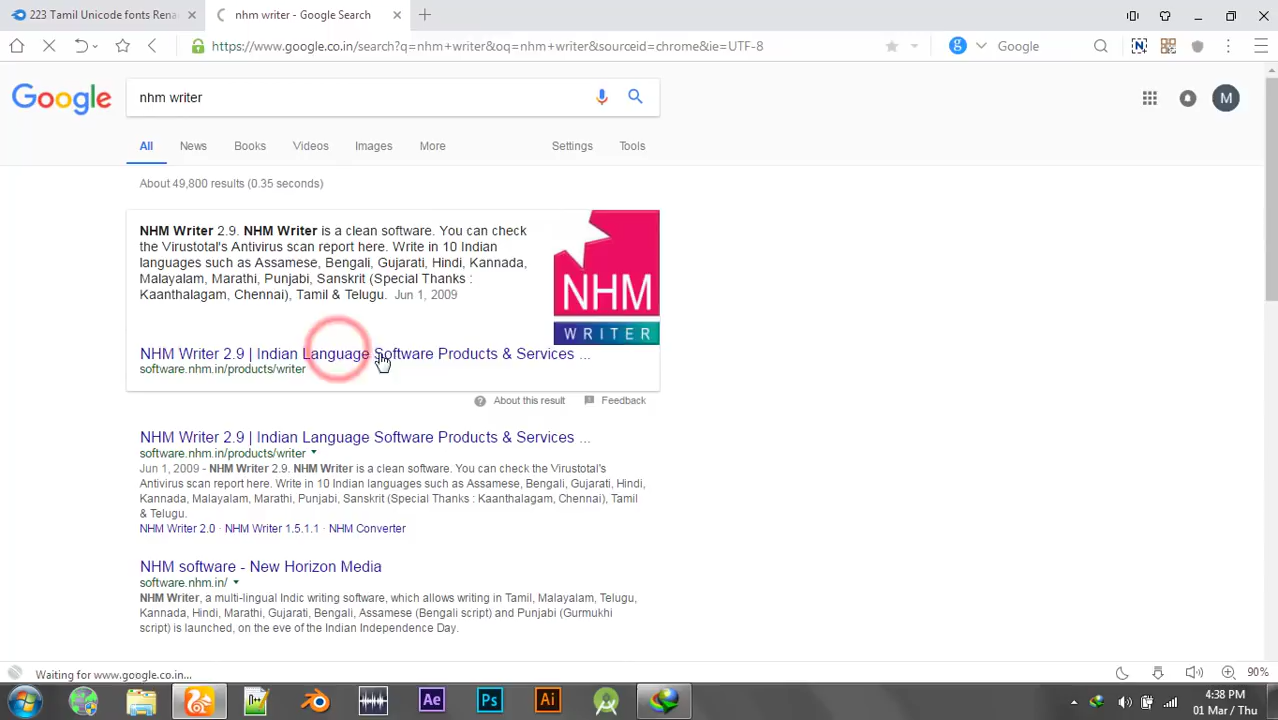 223 Tamil Unicode fonts Rena
nhm writer - Google Search
https://www.google.co.in/search?q=nhm+writer&oq=nhm+writer&sourceid=chrome&ie=UTF-8
g
Google
N
Google
nhm writer
M
All
News
Books
Videos
Images
More
Settings
Tools
About 49,800 results (0.35 seconds)
NHM Writer 2.9. NHM Writer is a clean software. You can check
the Virustotal's Antivirus scan report here. Write in 10 Indian
languages such as Assamese, Bengali, Gujarati, Hindi, Kannada,
Malayalam, Marathi, Punjabi, Sanskrit (Special Thanks :
Kaanthalagam, Chennai), Tamil & Telugu. Jun 1, 2009
NHM
WRITER
NHM Writer 2.9 | Indian Language Software Products & Services ...
software.nhm.in/products/writer
About this result
Feedback
NHM Writer 2.9 | Indian Language Software Products & Services ...
software.nhm.in/products/writer
Jun 1, 2009 - NHM Writer 2.9. NHM Writer is a clean software. You can check the Virustotal's
Antivirus scan report here. Write in 10 Indian languages such as Assamese, Bengali, Gujarati, Hindi,
Kannada, Malayalam, Marathi, Punjabi, Sanskrit (Special Thanks : Kaanthalagam, Chennai), Tamil
& Telugu.
NHM Writer 2.0 · NHM Writer 1.5.1.1 · NHM Converter
NHM software - New Horizon Media
software.nhm.in/
NHM Writer, a multi-lingual Indic writing software, which allows writing in Tamil, Malayalam, Telugu,
Kannada, Hindi, Marathi, Gujarati, Bengali, Assamese (Bengali script) and Punjabi (Gurmukhi
script) is launched, on the eve of the Indian Independence Day.
Waiting for www.google.co.in...
90%
Ae
Ps
Ai
4:38 PM
01 Mar / Thu